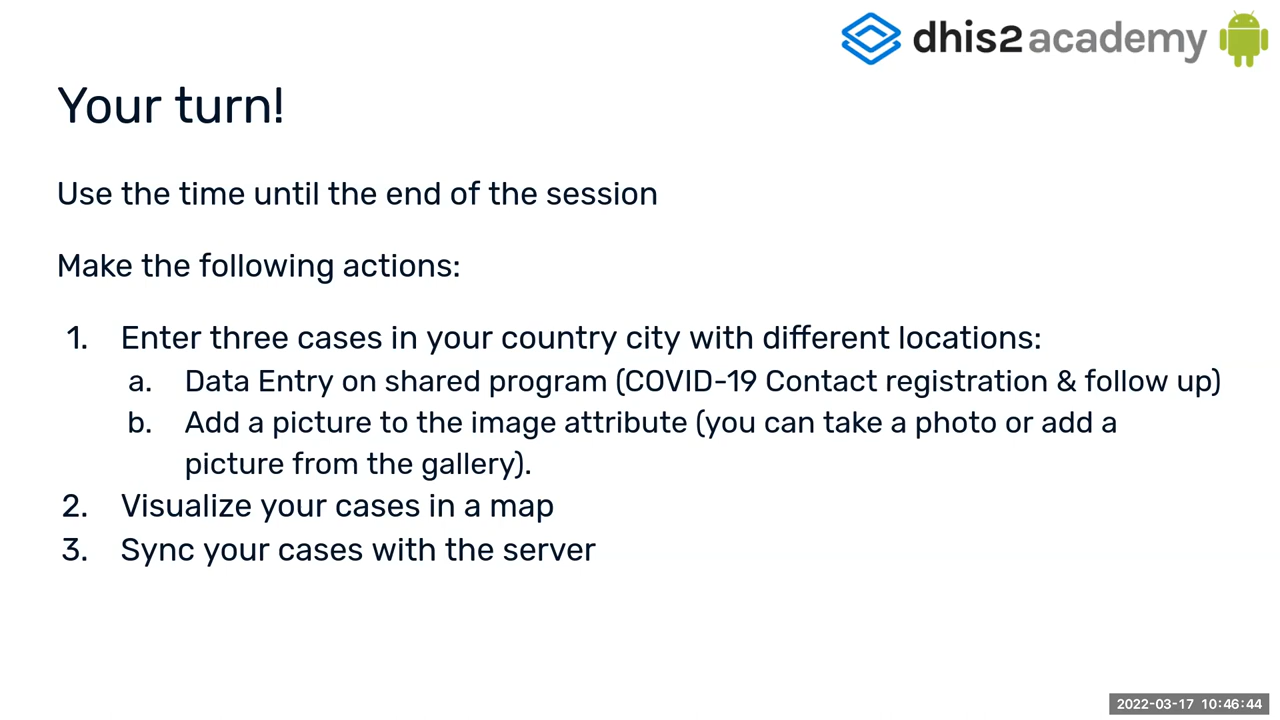 dhis2 academy
Your turn!
Use the time until the end of the session
Make the following actions:
1. Enter three cases in your country city with different locations:
a. Data Entry on shared program (COVID-19 Contact registration & follow up)
b. Add a picture to the image attribute (you can take a photo or add a
picture from the gallery).
2. Visualize your cases in a map
3. Sync your cases with the server
2022-03-17 10:46:44